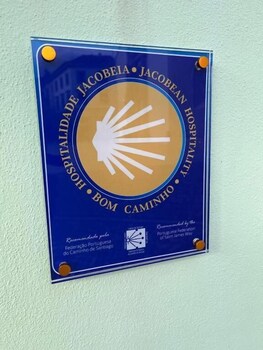 HOSPITALIDADE JACOBEIA • JACOBEAN HOSPITALITY •
BOM CAMINHO •
Recomendado pela
Federação Portuguesa
do Caminho de Santiago
Recommended by the
Portuguese Federation
of Saint James Way